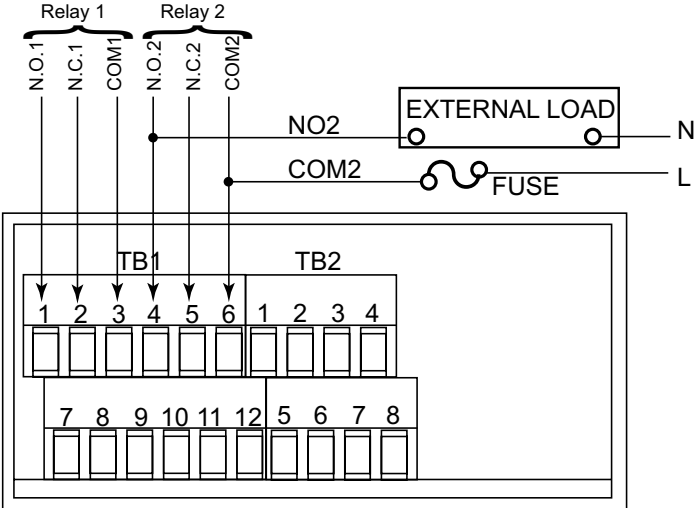 Relay 1 Relay 2
N.O.1 N.C.1 COM1 N.O.2 N.C.2 COM2
EXTERNAL LOAD
NO2
N
COM2
L
FUSE
TB1 TB2
1 2 3 4 5 6 1 2 3 4
7 8 9 10 11 12 5 6 7 8